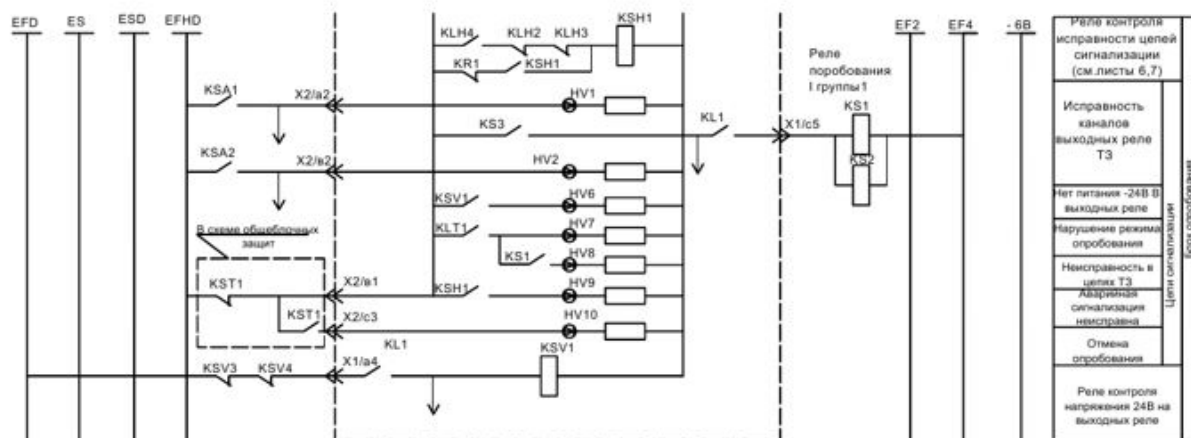 EFD
ES
ESD
EFHD
KLH4
KLH2
KLH3
KSH1
KR1
KSH1
EF2
EF4
- 6В
Реле контроля
исправности цепей
сигнализации
(см.листы 6,7)
Реле
поробования
I группы1
KSA1
X2/а2
HV1
KS3
KL1
X1/с5
KS1
KS2
Исправность
каналов
выходных реле
ТЗ
KSA2
X2/в2
HV2
KSV1
HV6
Нет питания -24В В
выходных реле
KLT1
HV7
Нарушение режима
опробования
KS1
HV8
Неисправность в
цепях ТЗ
В схеме общеблочных
защит
KST1
X2/в1
KSH1
HV9
Аварийная
сигнализация
неисправна
KST1
X2/с3
HV10
Отмена
опробования
KL1
KSV3
KSV4
X1/а4
KSV1
Реле контроля
напряжения 24В на
выходных реле
Цепи сигнализации
Блок опробования